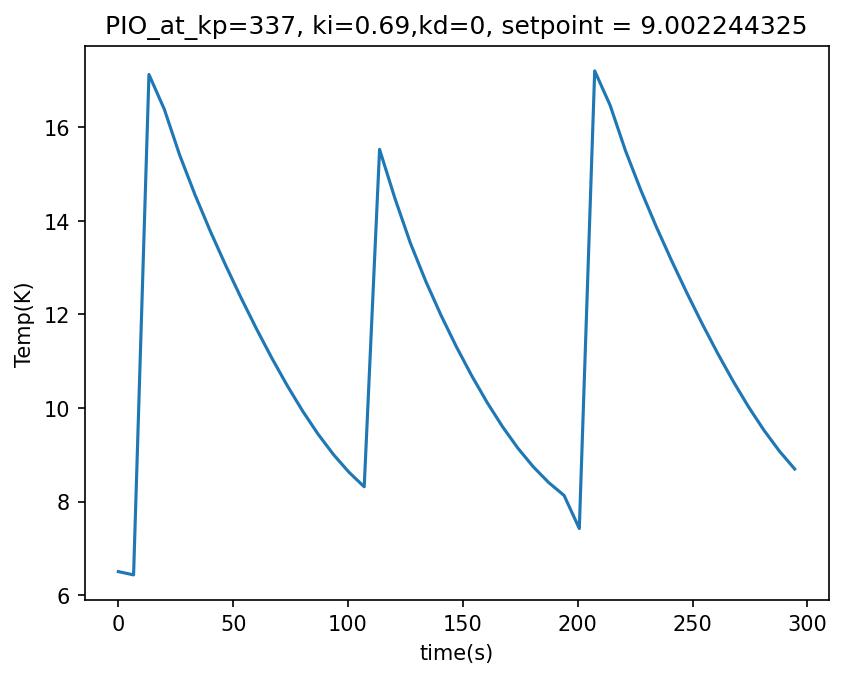 PIO_at_kp=337, ki=0.69,kd=0, setpoint = 9.002244325
16
14
12
10
8
6
Temp(K)
0 50 100 150 200 250 300
time(s)